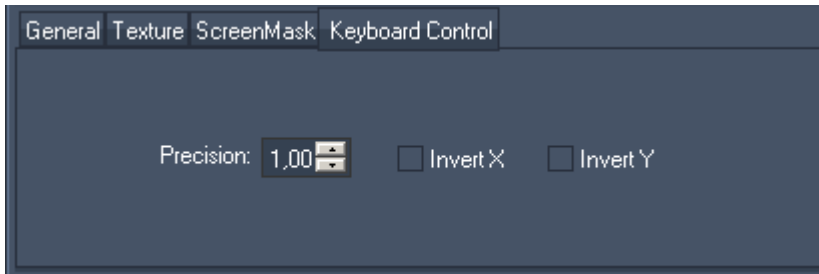 General Texture ScreenMask Keyboard Control
Precision: 1,00 Invert X Invert Y